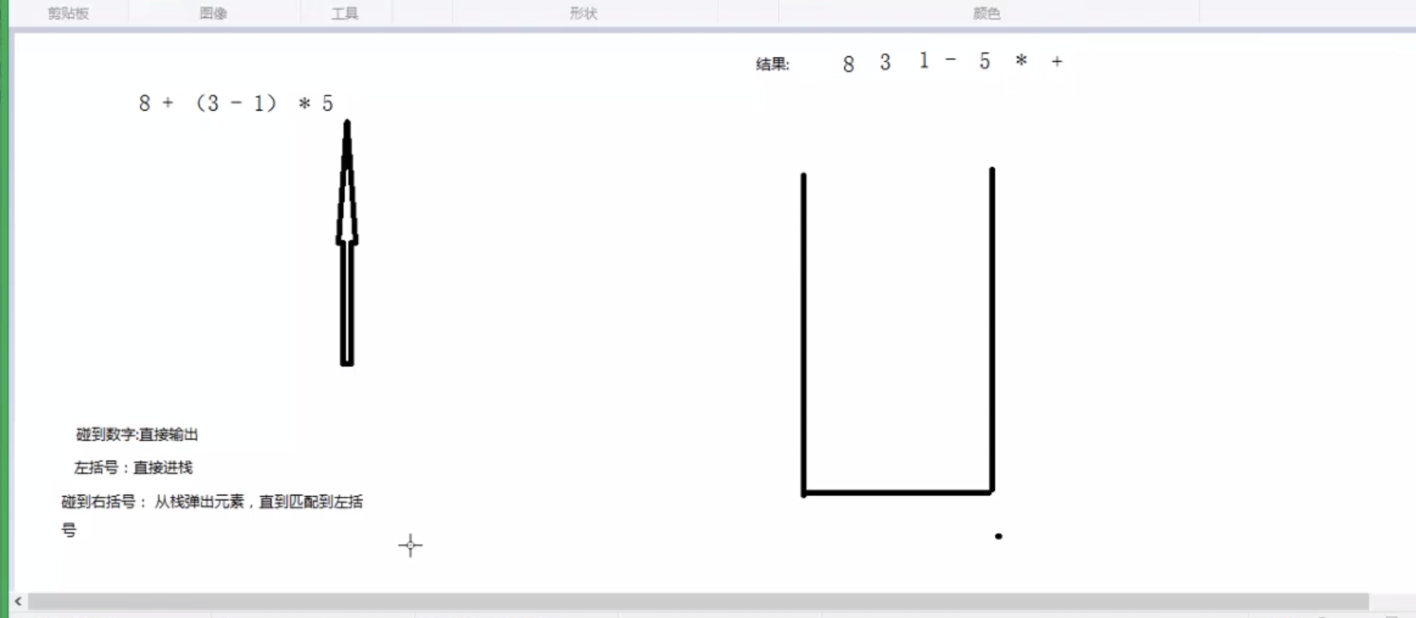 剪贴板 图像 工具 形状 颜色
结果: 8 3 1 - 5 * +
8 + （3 - 1） * 5
碰到数字:直接输出
左括号：直接进栈
碰到右括号： 从栈弹出元素，直到匹配到左括
号